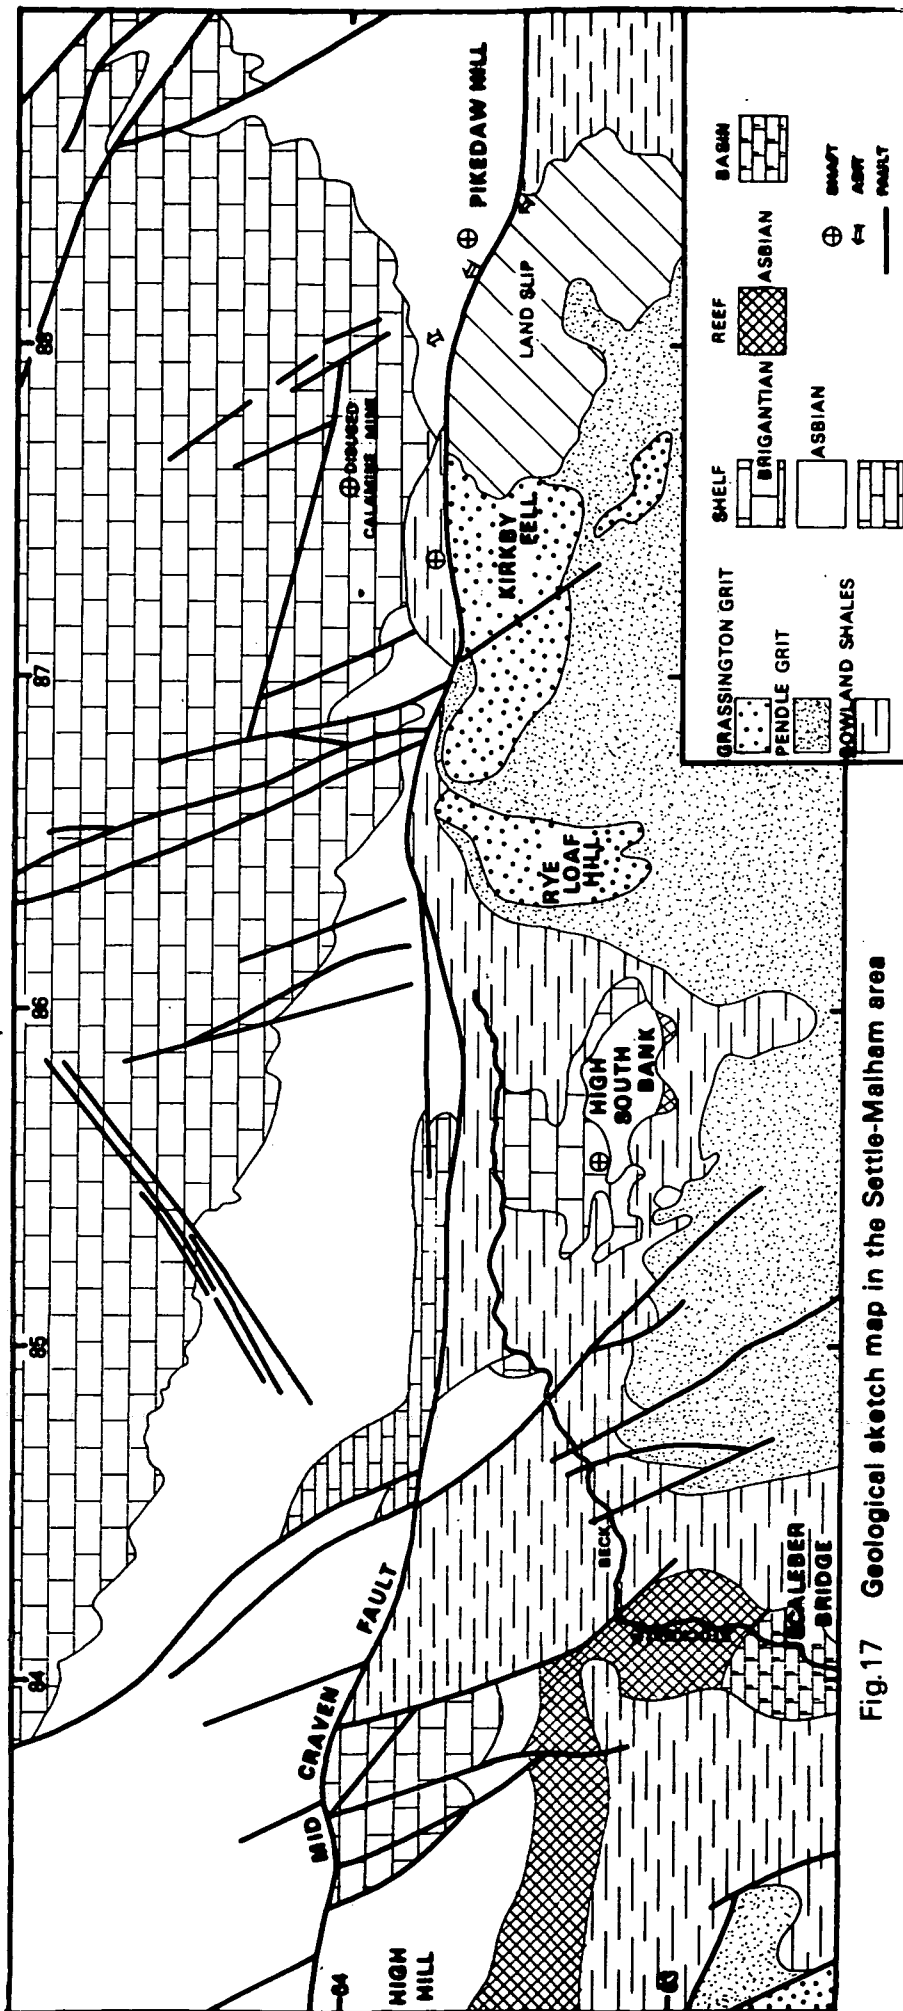 88
87
86
85
84
84
83
PIKEDAW HILL
LAND SLIP
DISUSED
CALAMINE MINE
KIRKBY
FELL
RYE
LOAF
HILL
HIGH
SOUTH
BANK
MID CRAVEN FAULT
BECK
SCALEBER
BRIDGE
HIGH
HILL
GRASSINGTON GRIT
PENDLE GRIT
BOWLAND SHALES
SHELF
BRIGANTIAN
ASBIAN
REEF
ASBIAN
BASIN
SHAFT
ADIT
FAULT
Fig.17 Geological sketch map in the Settle-Malham area